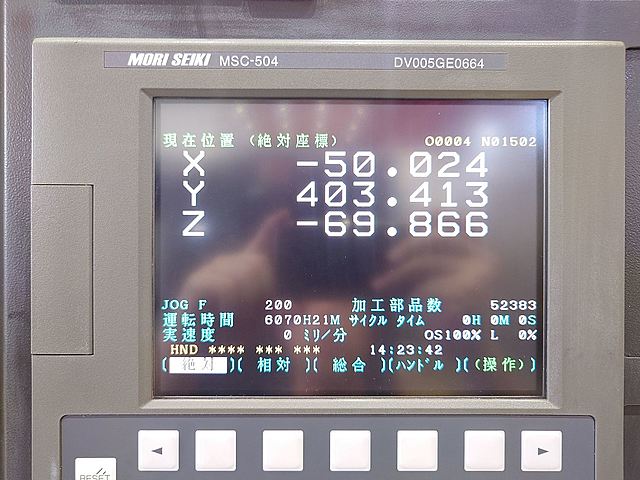 MORI SEIKI MSC-504 DV005GE0664
現在位置 (絶対座標) O0004 N01502
X -50.024
Y 403.413
Z -69.866
JOG F 200 加工部品数 52383
運転時間 6070H21M サイクル タイム 0H 0M 0S
実速度 0 ミリ/分 OS100% L 0%
HND **** *** *** 14:23:42
(絶対)(相対)(総合)(ハンドル)((操作))
◄ ►
RESET